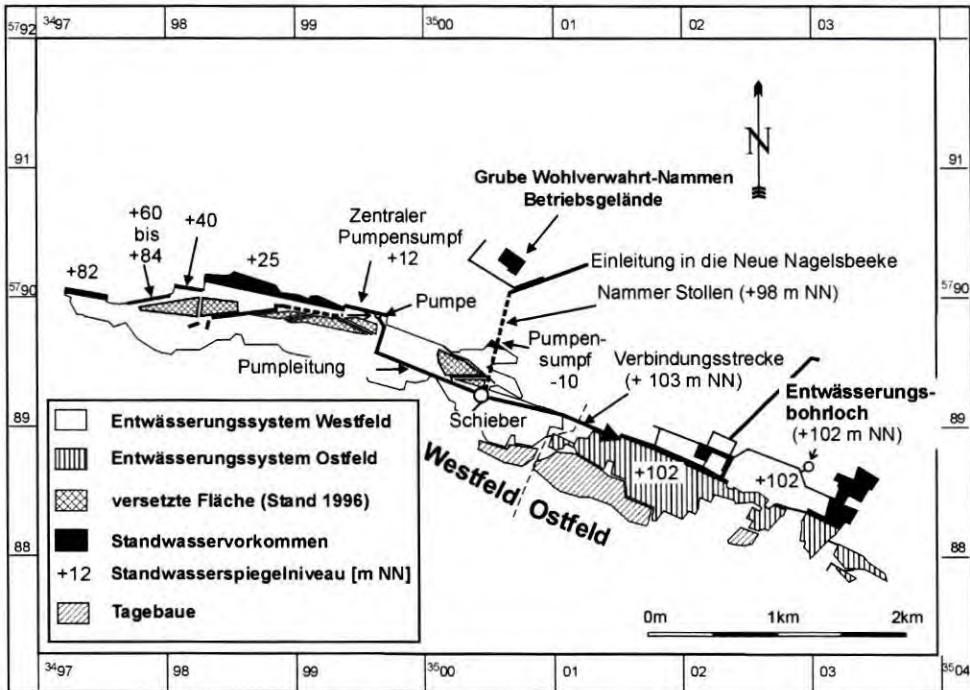 3497 98 99 3500 01 02 03
5792
91 91
Grube Wohlverwahrt-Nammen
Betriebsgelände
Zentraler
Pumpensumpf
+12
+60
bis
+84
+40
+82
+25
Einleitung in die Neue Nagelsbeeke
5790 5790
Pumpe
Nammer Stollen (+98 m NN)
Pumpen-
sumpf
-10
Pumpleitung
Verbindungsstrecke
(+ 103 m NN)
Entwässerungs-
bohrloch
(+102 m NN)
Schieber
89 89
N
Westfeld
Ostfeld
+102
+102
88 88
Entwässerungssystem Westfeld
Entwässerungssystem Ostfeld
versetzte Fläche (Stand 1996)
Standwasservorkommen
+12 Standwasserspiegelniveau [m NN]
Tagebaue
0m 1km 2km
3497 98 99 3500 01 02 03 3504